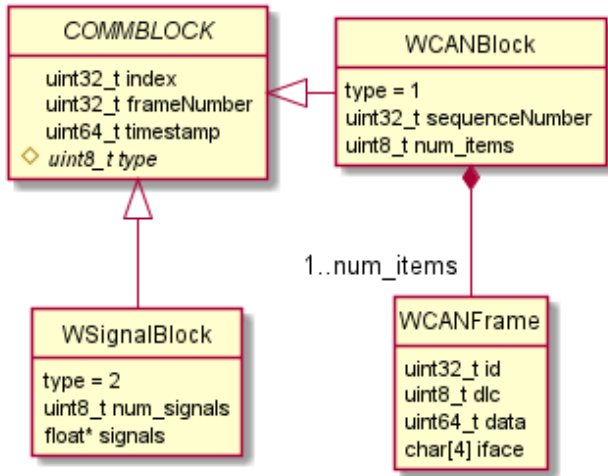 COMMBLOCK
uint32_t index
uint32_t frameNumber
uint64_t timestamp
uint8_t type
WCANBlock
type = 1
uint32_t sequenceNumber
uint8_t num_items
1..num_items
WSignalBlock
type = 2
uint8_t num_signals
float* signals
WCANFrame
uint32_t id
uint8_t dlc
uint64_t data
char[4] iface